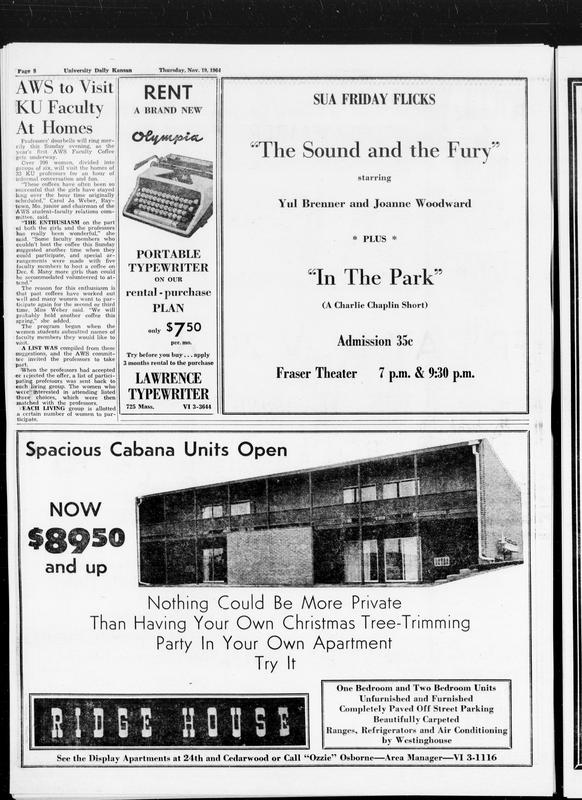 Page 8 University Daily Kansan Thursday, Nov. 19, 1964
AWS to Visit
KU Faculty
At Homes
Professors' doorbells will ring mer-
rily this Sunday evening, as the
year's first AWS Faculty Coffee
gets underway.
Over 200 women, divided into
groups of six, will visit the homes of
33 KU professors for an hour of
informal conversation and fun.
"These coffees have often been so
successful that the girls have stayed
long over the hour time originally
scheduled," Carol Jo Weber, Ray-
town, Mo. junior and chairman of the
AWS student-faculty relations com-
mittee, said.
"THE ENTHUSIASM on the part
of both the girls and the professors
has really been wonderful," she
said. "Some faculty members who
couldn't host the coffee this Sunday
suggested another time when they
could participate, and special ar-
rangements were made with five
faculty members to host a coffee on
Dec. 6. Many more girls than could
be accommodated volunteered to at-
tend."
The reason for this enthusiasm is
that past coffees have worked out
well and many women want to par-
ticipate again for the second or third
time, Miss Weber said. "We will
probably hold another coffee this
spring," she added.
The program began when the
women students submitted names of
faculty members they would like to
visit.
A LIST WAS compiled from these
suggestions, and the AWS commit-
tee invited the professors to take
part.
When the professors had accepted
or rejected the offer, a list of partici-
pating professors was sent back to
each living group. The women who
were interested in attending listed
three choices, which were then
matched with the professors.
EACH LIVING group is allotted
a certain number of women to par-
ticipate.
RENT
A BRAND NEW
Olympia
PORTABLE
TYPEWRITER
ON OUR
rental-purchase
PLAN
only $7.50
per. mo.
Try before you buy . . . apply
3 months rental to the purchase
LAWRENCE
TYPEWRITER
725 Mass. VI 3-3644
SUA FRIDAY FLICKS
"The Sound and the Fury"
starring
Yul Brenner and Joanne Woodward
* PLUS *
"In The Park"
(A Charlie Chaplin Short)
Admission 35c
Fraser Theater 7 p.m. & 9:30 p.m.
Spacious Cabana Units Open
NOW
$8950
and up
Nothing Could Be More Private
Than Having Your Own Christmas Tree-Trimming
Party In Your Own Apartment
Try It
RIDGE HOUSE
One Bedroom and Two Bedroom Units
Unfurnished and Furnished
Completely Paved Off Street Parking
Beautifully Carpeted
Ranges, Refrigerators and Air Conditioning
by Westinghouse
See the Display Apartments at 24th and Cedarwood or Call "Ozzie" Osborne—Area Manager—VI 3-1116